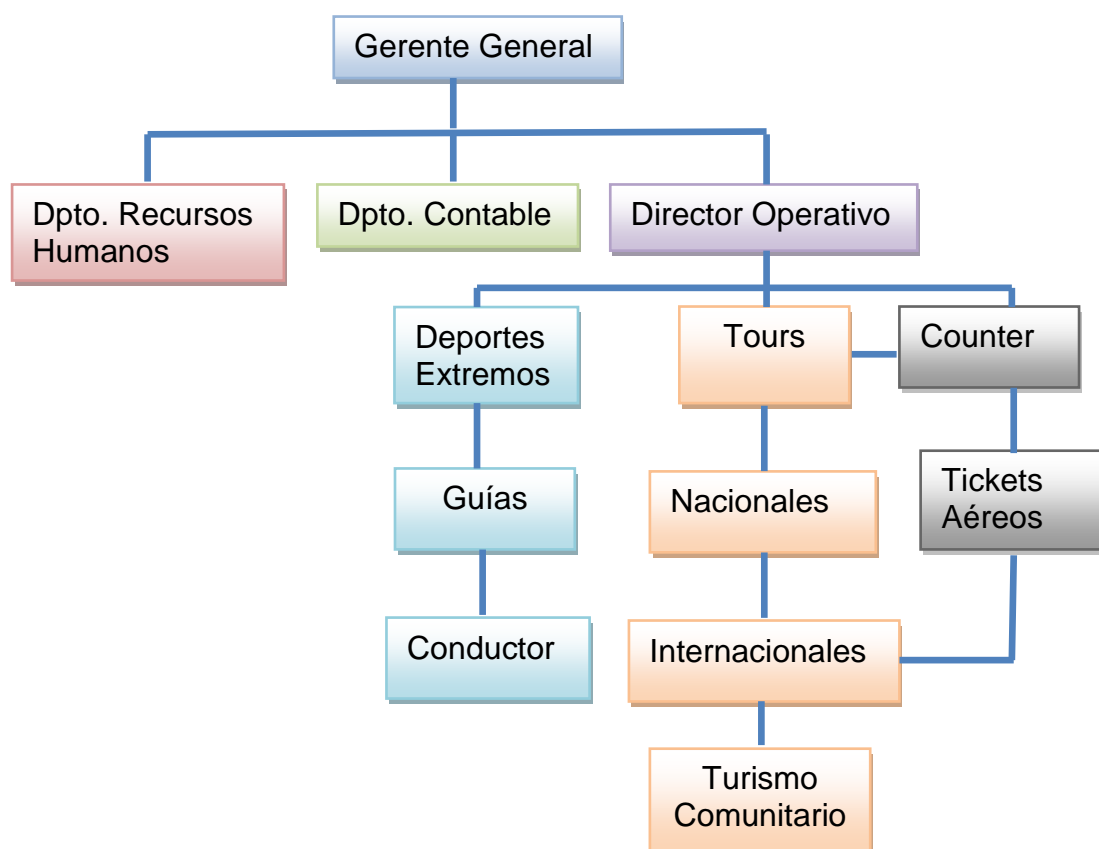 Gerente General
Dpto. Recursos
Humanos
Dpto. Contable
Director Operativo
Deportes
Extremos
Tours
Counter
Guías
Nacionales
Tickets
Aéreos
Conductor
Internacionales
Turismo
Comunitario